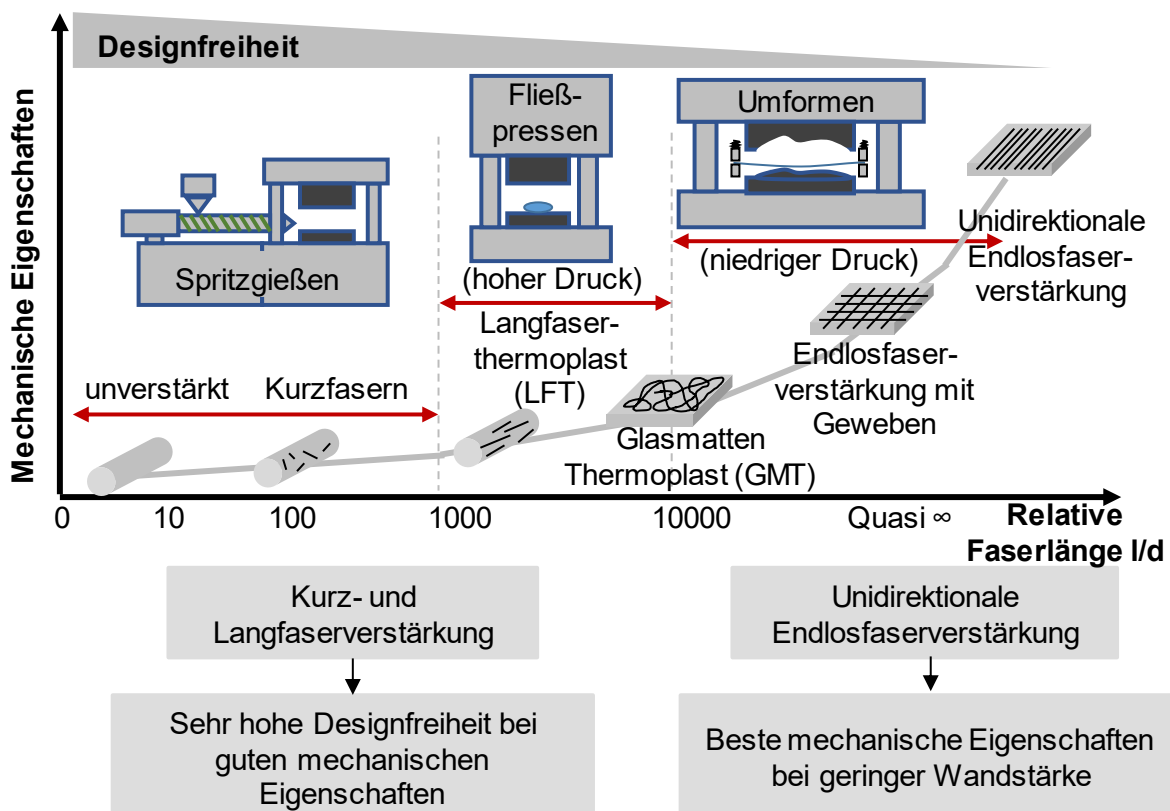 Designfreiheit
Mechanische Eigenschaften
Fließ-
pressen
Umformen
Spritzgießen
(hoher Druck)
(niedriger Druck)
Unidirektionale
Endlosfaser-
verstärkung
Langfaser-
thermoplast
(LFT)
Endlosfaser-
verstärkung mit
Geweben
unverstärkt
Kurzfasern
Glasmatten
Thermoplast (GMT)
0
10
100
1000
10000
Quasi ∞
Relative
Faserlänge l/d
Kurz- und
Langfaserverstärkung
Unidirektionale
Endlosfaserverstärkung
Sehr hohe Designfreiheit bei
guten mechanischen
Eigenschaften
Beste mechanische Eigenschaften
bei geringer Wandstärke